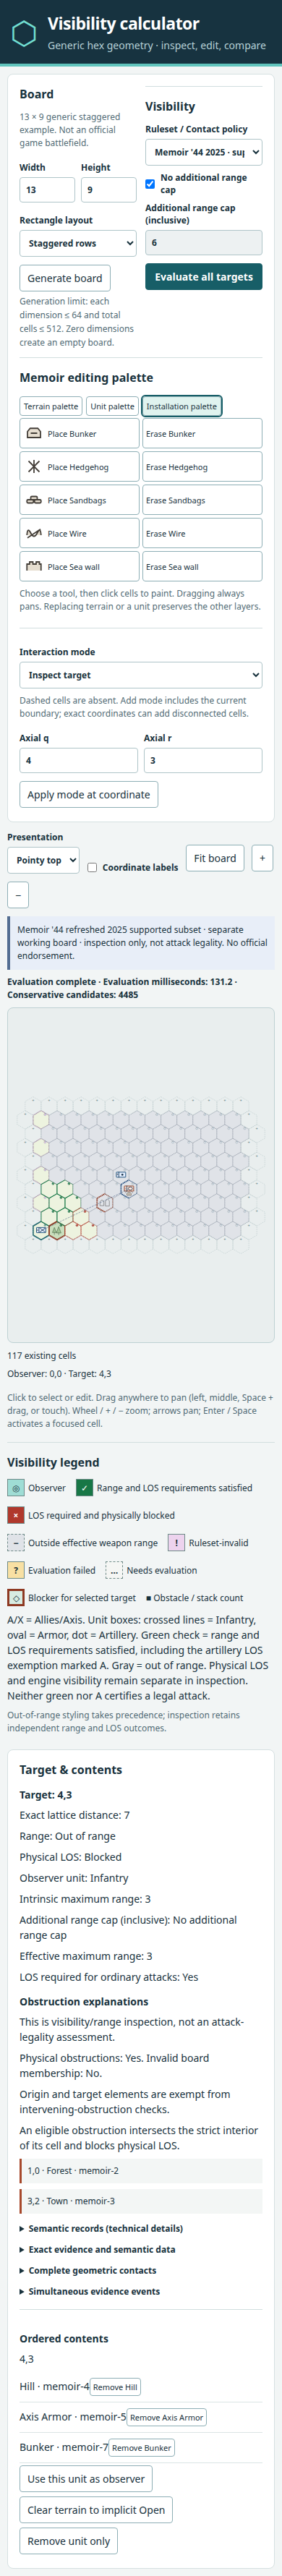 Visibility calculator
Generic hex geometry · inspect, edit, compare
Board
13 × 9 generic staggered
example. Not an official
game battlefield.
Width
Height
13
9
Rectangle layout
Staggered rows
Generate board
Generation limit: each
dimension ≤ 64 and total
cells ≤ 512. Zero dimensions
create an empty board.
Visibility
Ruleset / Contact policy
Memoir '44 2025 · sup
No additional range
cap
Additional range cap
(inclusive)
6
Evaluate all targets
Memoir editing palette
Terrain palette
Unit palette
Installation palette
Place Bunker
Erase Bunker
Place Hedgehog
Erase Hedgehog
Place Sandbags
Erase Sandbags
Place Wire
Erase Wire
Place Sea wall
Erase Sea wall
Choose a tool, then click cells to paint. Dragging always
pans. Replacing terrain or a unit preserves the other layers.
Interaction mode
Inspect target
Dashed cells are absent. Add mode includes the current
boundary; exact coordinates can add disconnected cells.
Axial q
Axial r
4
3
Apply mode at coordinate
Presentation
Pointy top
Coordinate labels
Fit board
+
−
Memoir '44 refreshed 2025 supported subset · separate
working board · inspection only, not attack legality. No official
endorsement.
Evaluation complete · Evaluation milliseconds: 131.2 ·
Conservative candidates: 4485
117 existing cells
Observer: 0,0 · Target: 4,3
Click to select or edit. Drag anywhere to pan (left, middle, Space +
drag, or touch). Wheel / + / − zoom; arrows pan; Enter / Space
activates a focused cell.
Visibility legend
◎ Observer
✓ Range and LOS requirements satisfied
× LOS required and physically blocked
− Outside effective weapon range
! Ruleset-invalid
? Evaluation failed
… Needs evaluation
◇ Blocker for selected target
■ Obstacle / stack count
A/X = Allies/Axis. Unit boxes: crossed lines = Infantry,
oval = Armor, dot = Artillery. Green check = range and
LOS requirements satisfied, including the artillery LOS
exemption marked A. Gray = out of range. Physical LOS
and engine visibility remain separate in inspection.
Neither green nor A certifies a legal attack.
Out-of-range styling takes precedence; inspection retains
independent range and LOS outcomes.
Target & contents
Target: 4,3
Exact lattice distance: 7
Range: Out of range
Physical LOS: Blocked
Observer unit: Infantry
Intrinsic maximum range: 3
Additional range cap (inclusive): No additional
range cap
Effective maximum range: 3
LOS required for ordinary attacks: Yes
Obstruction explanations
This is visibility/range inspection, not an attack-
legality assessment.
Physical obstructions: Yes. Invalid board
membership: No.
Origin and target elements are exempt from
intervening-obstruction checks.
An eligible obstruction intersects the strict interior
of its cell and blocks physical LOS.
1,0 · Forest · memoir-2
3,2 · Town · memoir-3
▶ Semantic records (technical details)
▶ Exact evidence and semantic data
▶ Complete geometric contacts
▶ Simultaneous evidence events
Ordered contents
4,3
Hill · memoir-4 Remove Hill
Axis Armor · memoir-5 Remove Axis Armor
Bunker · memoir-7 Remove Bunker
Use this unit as observer
Clear terrain to implicit Open
Remove unit only